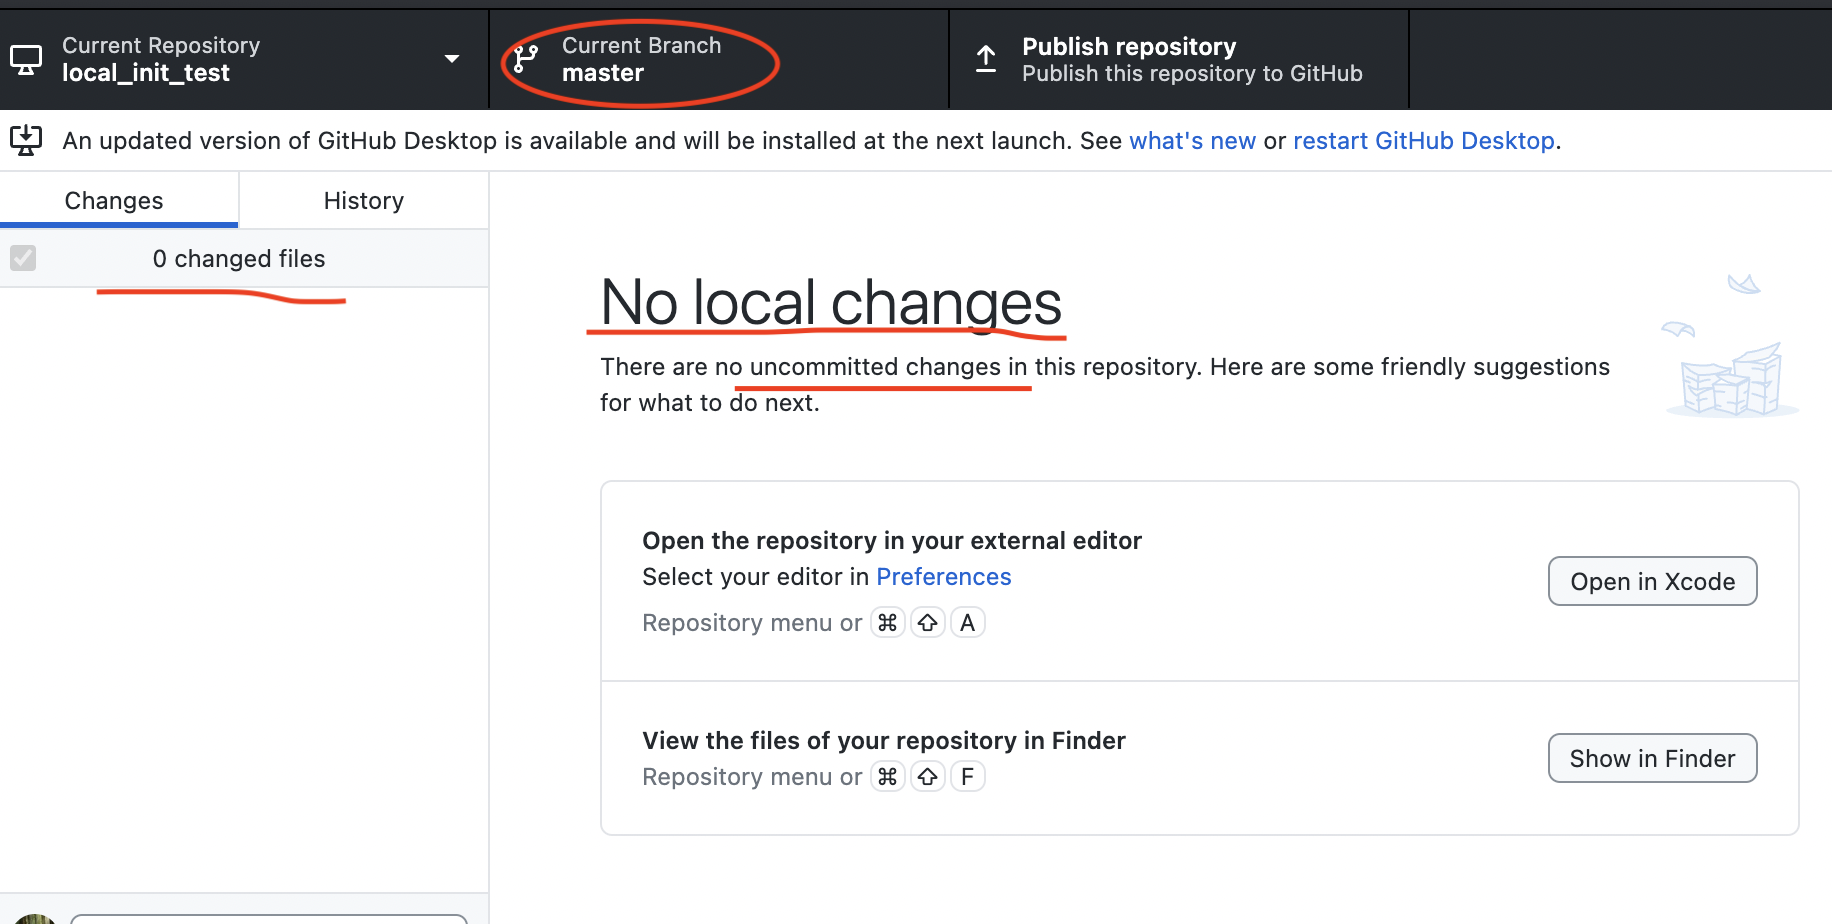 Current Repository
local_init_test
Current Branch
master
Publish repository
Publish this repository to GitHub
An updated version of GitHub Desktop is available and will be installed at the next launch. See what's new or restart GitHub Desktop.
Changes
History
0 changed files
No local changes
There are no uncommitted changes in this repository. Here are some friendly suggestions
for what to do next.
Open the repository in your external editor
Select your editor in Preferences
Repository menu or ⌘ ⇧ A
Open in Xcode
View the files of your repository in Finder
Repository menu or ⌘ ⇧ F
Show in Finder